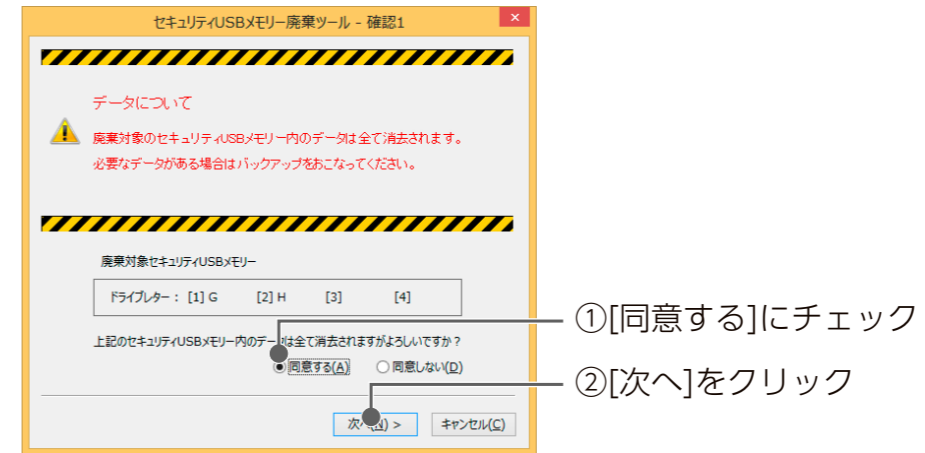 セキュリティUSBメモリー廃棄ツール - 確認1
データについて
廃棄対象のセキュリティUSBメモリー内のデータは全て消去されます。
必要なデータがある場合はバックアップをおこなってください。
廃棄対象セキュリティUSBメモリー
ドライブレター： [1] G [2] H [3] [4]
上記のセキュリティUSBメモリー内のデータは全て消去されますがよろしいですか？
同意する(A) 同意しない(D)
次へ(N) > キャンセル(C)
①[同意する]にチェック
②[次へ]をクリック